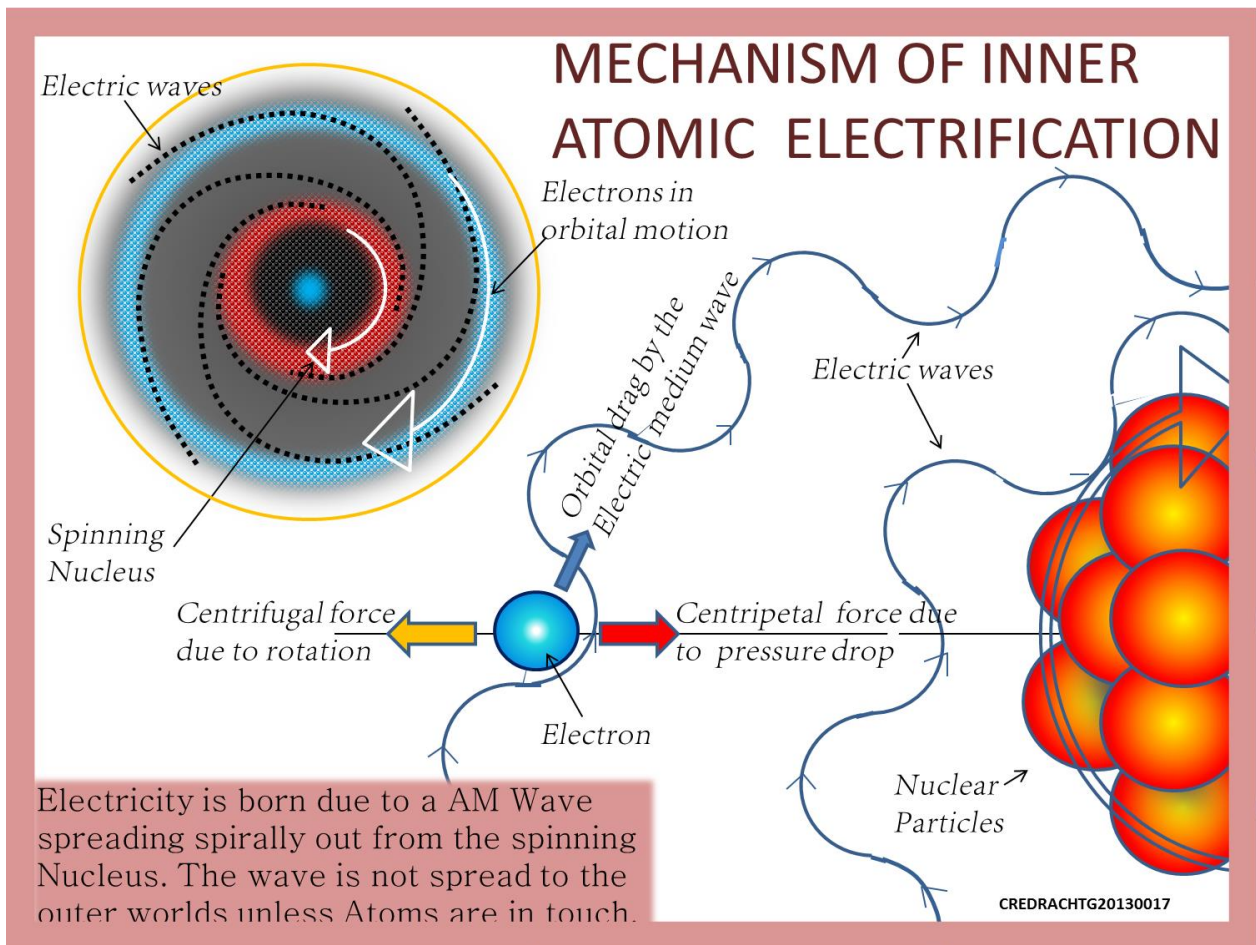 MECHANISM OF INNER
ATOMIC ELECTRIFICATION
Electric waves
Electrons in
orbital motion
Orbital drag by the
Electric medium wave
Electric waves
Spinning
Nucleus
Centrifugal force
due to rotation
Centripetal force due
to pressure drop
Electron
Nuclear
Particles
Electricity is born due to a AM Wave
spreading spirally out from the spinning
Nucleus. The wave is not spread to the
outer worlds unless Atoms are in touch.
CREDRACHTG20130017